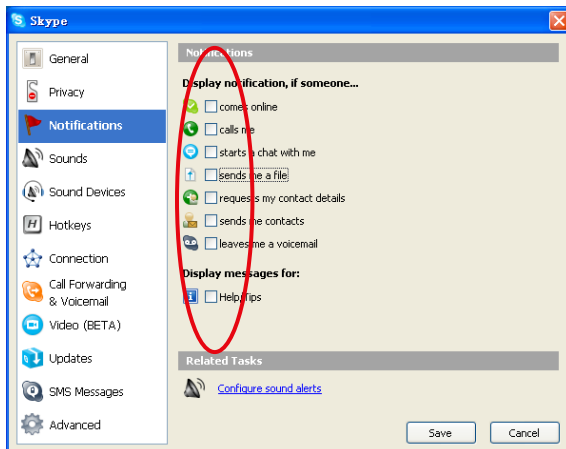 Skype
General
Privacy
Notifications
Sounds
Sound Devices
Hotkeys
Connection
Call Forwarding
& Voicemail
Video (BETA)
Updates
SMS Messages
Advanced
Notifications
Display notification, if someone...
comes online
calls me
starts a chat with me
sends me a file
requests my contact details
sends me contacts
leaves me a voicemail
Display messages for:
Help/Tips
Related Tasks
Configure sound alerts
Save
Cancel